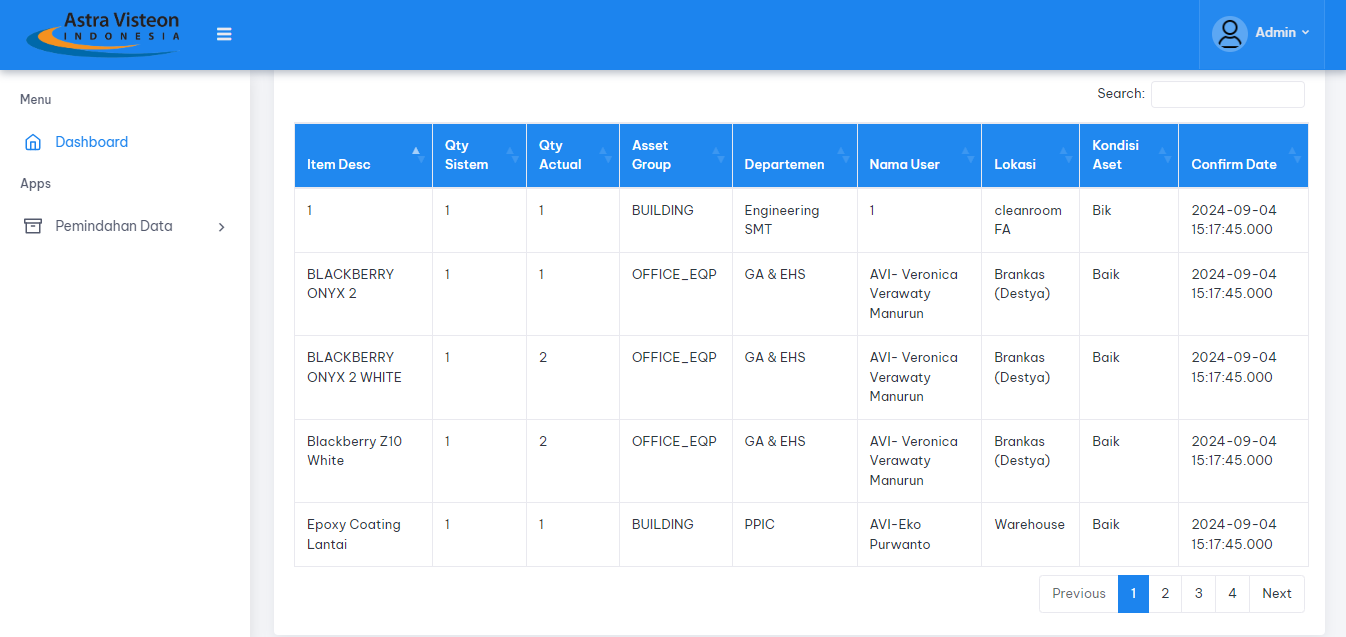 Astra Visteon
INDONESIA
Admin
Menu
Dashboard
Apps
Pemindahan Data
Search:
Item Desc
Qty
Sistem
Qty
Actual
Asset
Group
Departemen
Nama User
Lokasi
Kondisi
Aset
Confirm Date
1
1
1
BUILDING
Engineering
SMT
1
cleanroom
FA
Bik
2024-09-04
15:17:45.000
BLACKBERRY
ONYX 2
1
1
OFFICE_EQP
GA & EHS
AVI- Veronica
Verawaty
Manurun
Brankas
(Destya)
Baik
2024-09-04
15:17:45.000
BLACKBERRY
ONYX 2 WHITE
1
2
OFFICE_EQP
GA & EHS
AVI- Veronica
Verawaty
Manurun
Brankas
(Destya)
Baik
2024-09-04
15:17:45.000
Blackberry Z10
White
1
2
OFFICE_EQP
GA & EHS
AVI- Veronica
Verawaty
Manurun
Brankas
(Destya)
Baik
2024-09-04
15:17:45.000
Epoxy Coating
Lantai
1
1
BUILDING
PPIC
AVI-Eko
Purwanto
Warehouse
Baik
2024-09-04
15:17:45.000
Previous 1 2 3 4 Next